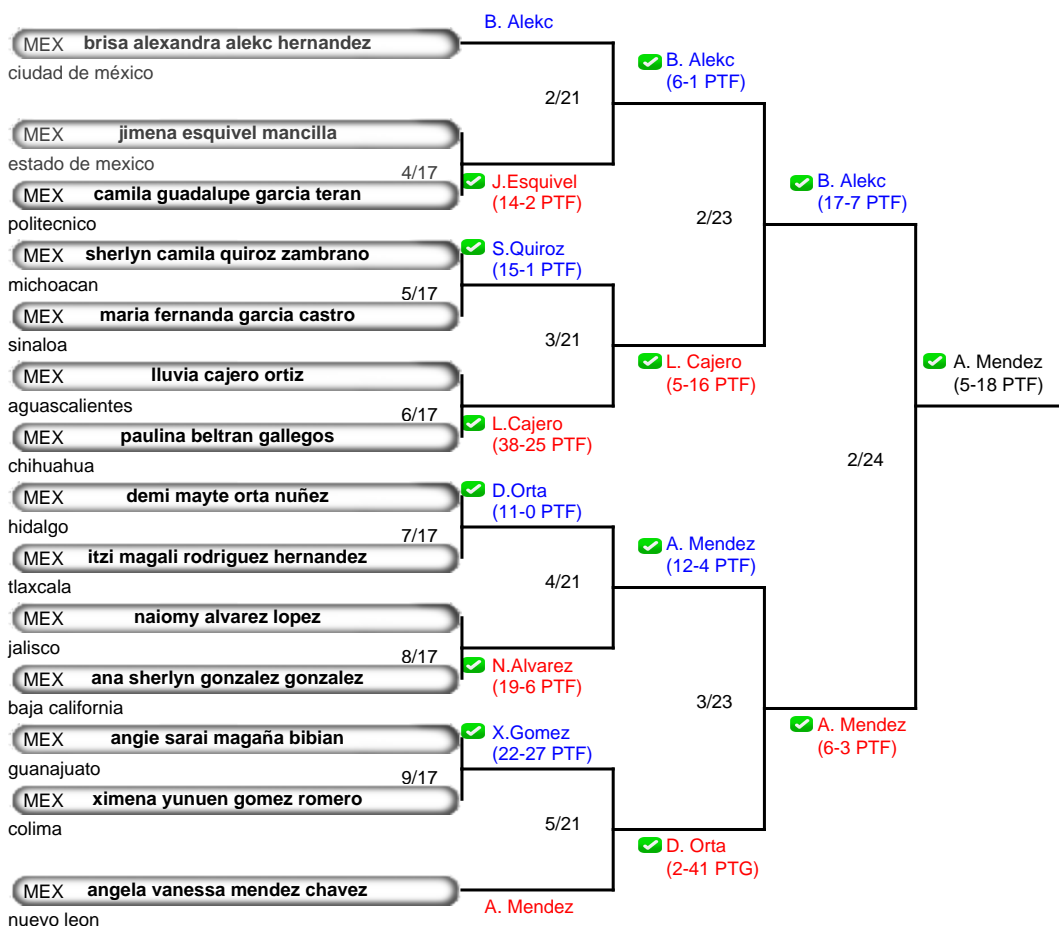 B. Alekc
MEX brisa alexandra alekc hernandez
ciudad de méxico
B. Alekc
(6-1 PTF)
2/21
MEX jimena esquivel mancilla
estado de mexico
4/17
MEX camila guadalupe garcia teran
politecnico
J.Esquivel
(14-2 PTF)
B. Alekc
(17-7 PTF)
2/23
MEX sherlyn camila quiroz zambrano
michoacan
S.Quiroz
(15-1 PTF)
5/17
MEX maria fernanda garcia castro
sinaloa
3/21
L. Cajero
(5-16 PTF)
A. Mendez
(5-18 PTF)
MEX lluvia cajero ortiz
aguascalientes
6/17
MEX paulina beltran gallegos
chihuahua
L.Cajero
(38-25 PTF)
2/24
MEX demi mayte orta nuñez
hidalgo
D.Orta
(11-0 PTF)
7/17
MEX itzi magali rodriguez hernandez
tlaxcala
A. Mendez
(12-4 PTF)
4/21
MEX naiomy alvarez lopez
jalisco
8/17
MEX ana sherlyn gonzalez gonzalez
baja california
N.Alvarez
(19-6 PTF)
3/23
A. Mendez
(6-3 PTF)
MEX angie sarai magaña bibian
guanajuato
X.Gomez
(22-27 PTF)
9/17
MEX ximena yunuen gomez romero
colima
5/21
D. Orta
(2-41 PTG)
MEX angela vanessa mendez chavez
nuevo leon
A. Mendez